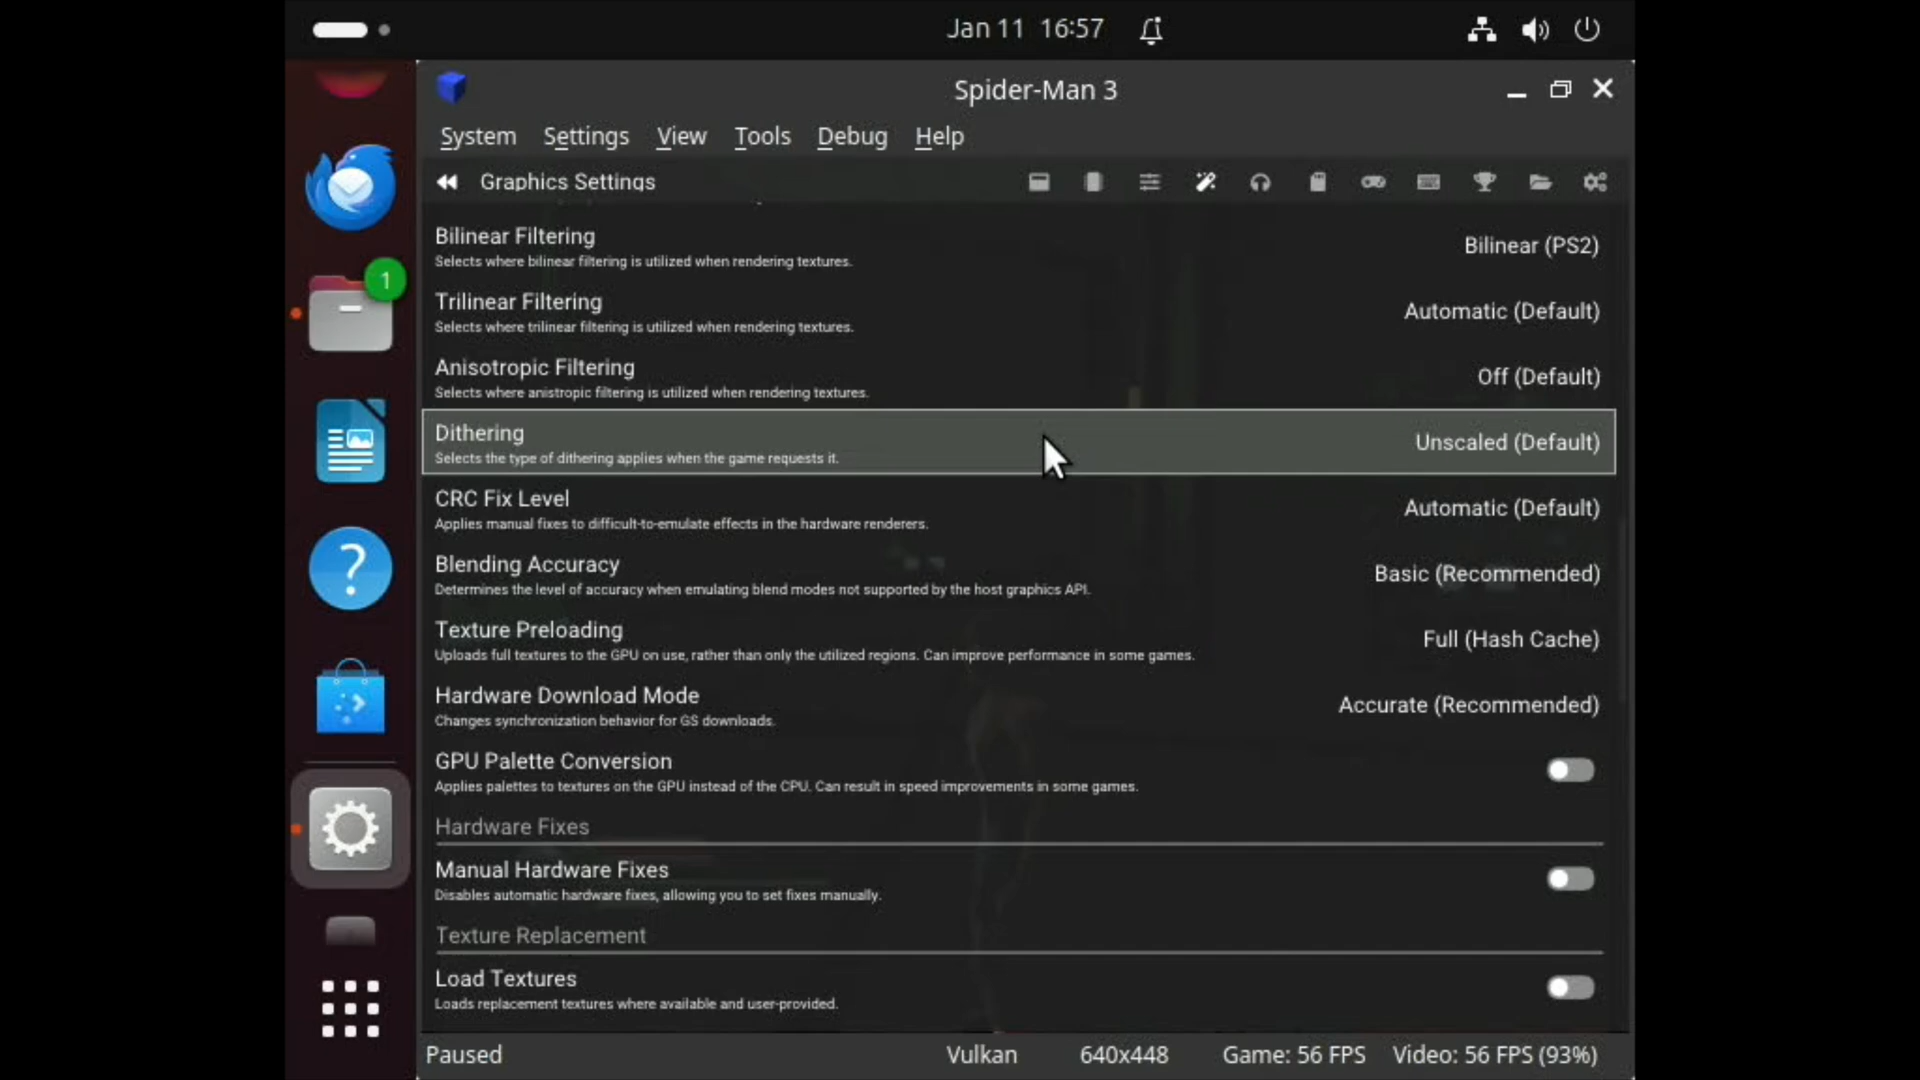 Jan 11 16:57
Spider-Man 3
System Settings View Tools Debug Help
Graphics Settings
Bilinear Filtering
Bilinear (PS2)
Selects where bilinear filtering is utilized when rendering textures.
Trilinear Filtering
Automatic (Default)
Selects where trilinear filtering is utilized when rendering textures.
Anisotropic Filtering
Off (Default)
Selects where anistropic filtering is utilized when rendering textures.
Dithering
Unscaled (Default)
Selects the type of dithering applies when the game requests it.
CRC Fix Level
Automatic (Default)
Applies manual fixes to difficult-to-emulate effects in the hardware renderers.
Blending Accuracy
Basic (Recommended)
Determines the level of accuracy when emulating blend modes not supported by the host graphics API.
Texture Preloading
Full (Hash Cache)
Uploads full textures to the GPU on use, rather than only the utilized regions. Can improve performance in some games.
Hardware Download Mode
Accurate (Recommended)
Changes synchronization behavior for GS downloads.
GPU Palette Conversion
Applies palettes to textures on the GPU instead of the CPU. Can result in speed improvements in some games.
Hardware Fixes
Manual Hardware Fixes
Disables automatic hardware fixes, allowing you to set fixes manually.
Texture Replacement
Load Textures
Loads replacement textures where available and user-provided.
Paused Vulkan 640x448 Game: 56 FPS Video: 56 FPS (93%)
1
?